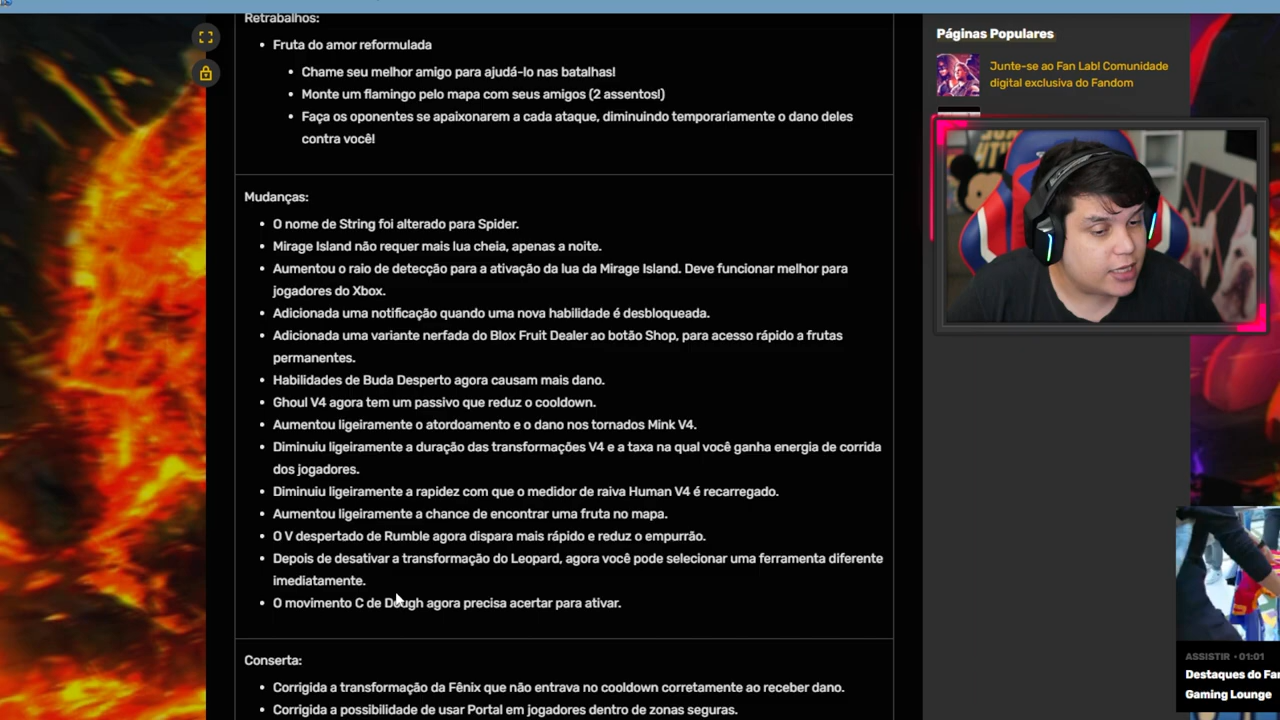 Retrabalhos:
Fruta do amor reformulada
Chame seu melhor amigo para ajudá-lo nas batalhas!
Monte um flamingo pelo mapa com seus amigos (2 assentos!)
Faça os oponentes se apaixonarem a cada ataque, diminuindo temporariamente o dano deles
contra você!
Mudanças:
O nome de String foi alterado para Spider.
Mirage Island não requer mais lua cheia, apenas a noite.
Aumentou o raio de detecção para a ativação da lua da Mirage Island. Deve funcionar melhor para
jogadores do Xbox.
Adicionada uma notificação quando uma nova habilidade é desbloqueada.
Adicionada uma variante nerfada do Blox Fruit Dealer ao botão Shop, para acesso rápido a frutas
permanentes.
Habilidades de Buda Desperto agora causam mais dano.
Ghoul V4 agora tem um passivo que reduz o cooldown.
Aumentou ligeiramente o atordoamento e o dano nos tornados Mink V4.
Diminuiu ligeiramente a duração das transformações V4 e a taxa na qual você ganha energia de corrida
dos jogadores.
Diminuiu ligeiramente a rapidez com que o medidor de raiva Human V4 é recarregado.
Aumentou ligeiramente a chance de encontrar uma fruta no mapa.
O V despertado de Rumble agora dispara mais rápido e reduz o empurrão.
Depois de desativar a transformação do Leopard, agora você pode selecionar uma ferramenta diferente
imediatamente.
O movimento C de Dough agora precisa acertar para ativar.
Conserta:
Corrigida a transformação da Fênix que não entrava no cooldown corretamente ao receber dano.
Corrigida a possibilidade de usar Portal em jogadores dentro de zonas seguras.
Páginas Populares
Junte-se ao Fan Lab! Comunidade
digital exclusiva do Fandom
ASSISTIR • 01:01
Destaques do Fa
Gaming Lounge